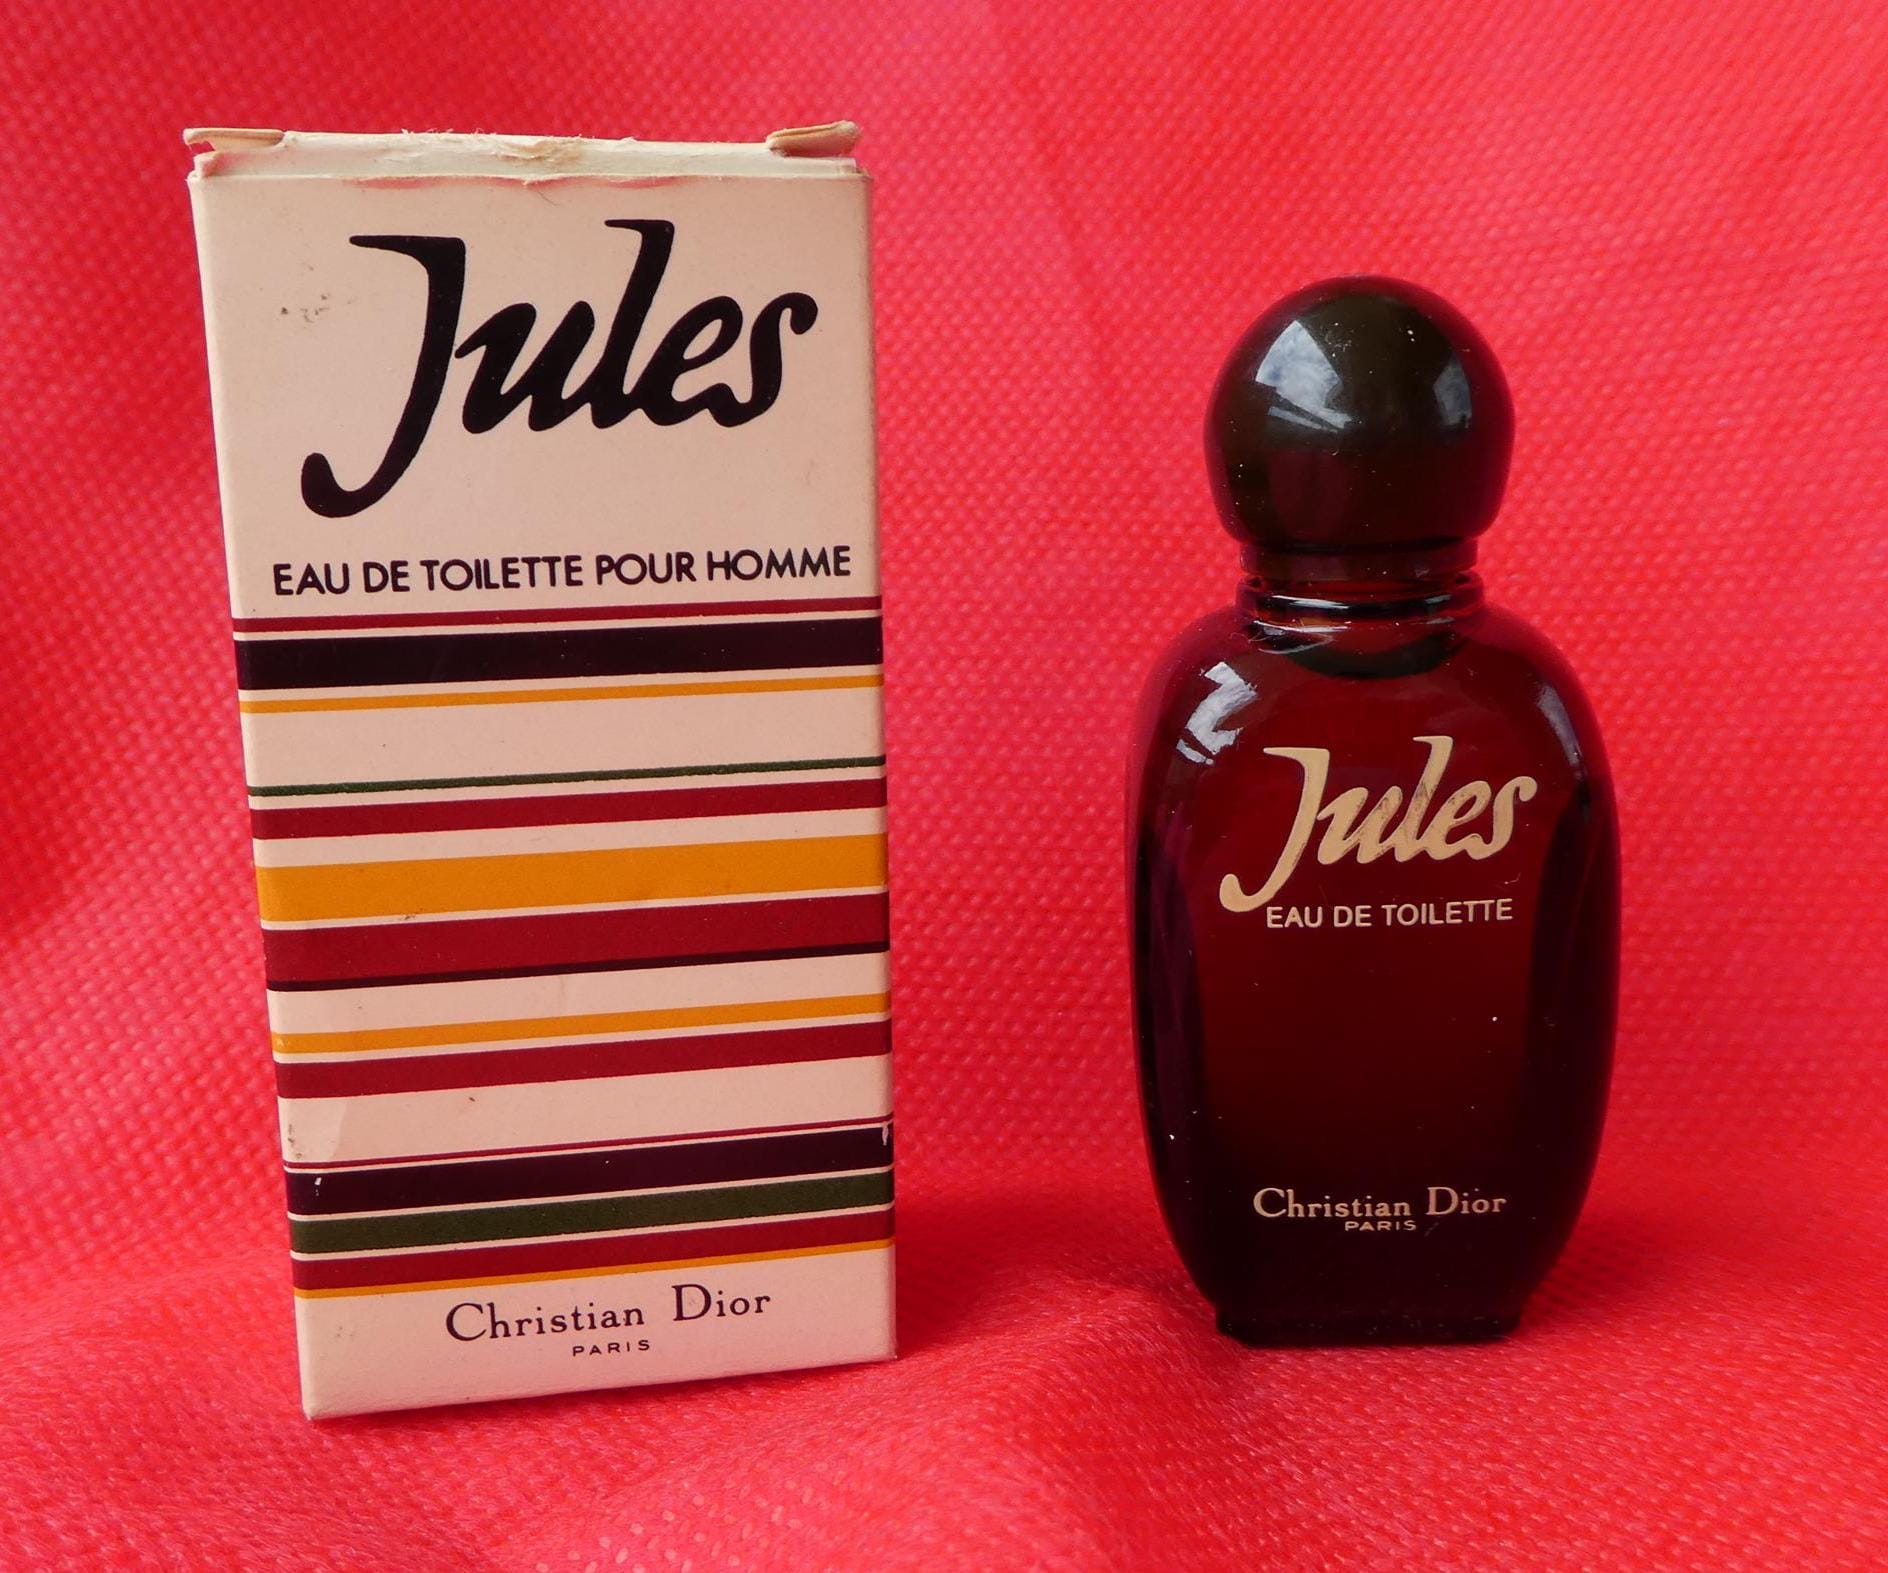 Jules
EAU DE TOILETTE POUR HOMME
Christian Dior
PARIS
Jules
EAU DE TOILETTE
Christian Dior
PARIS